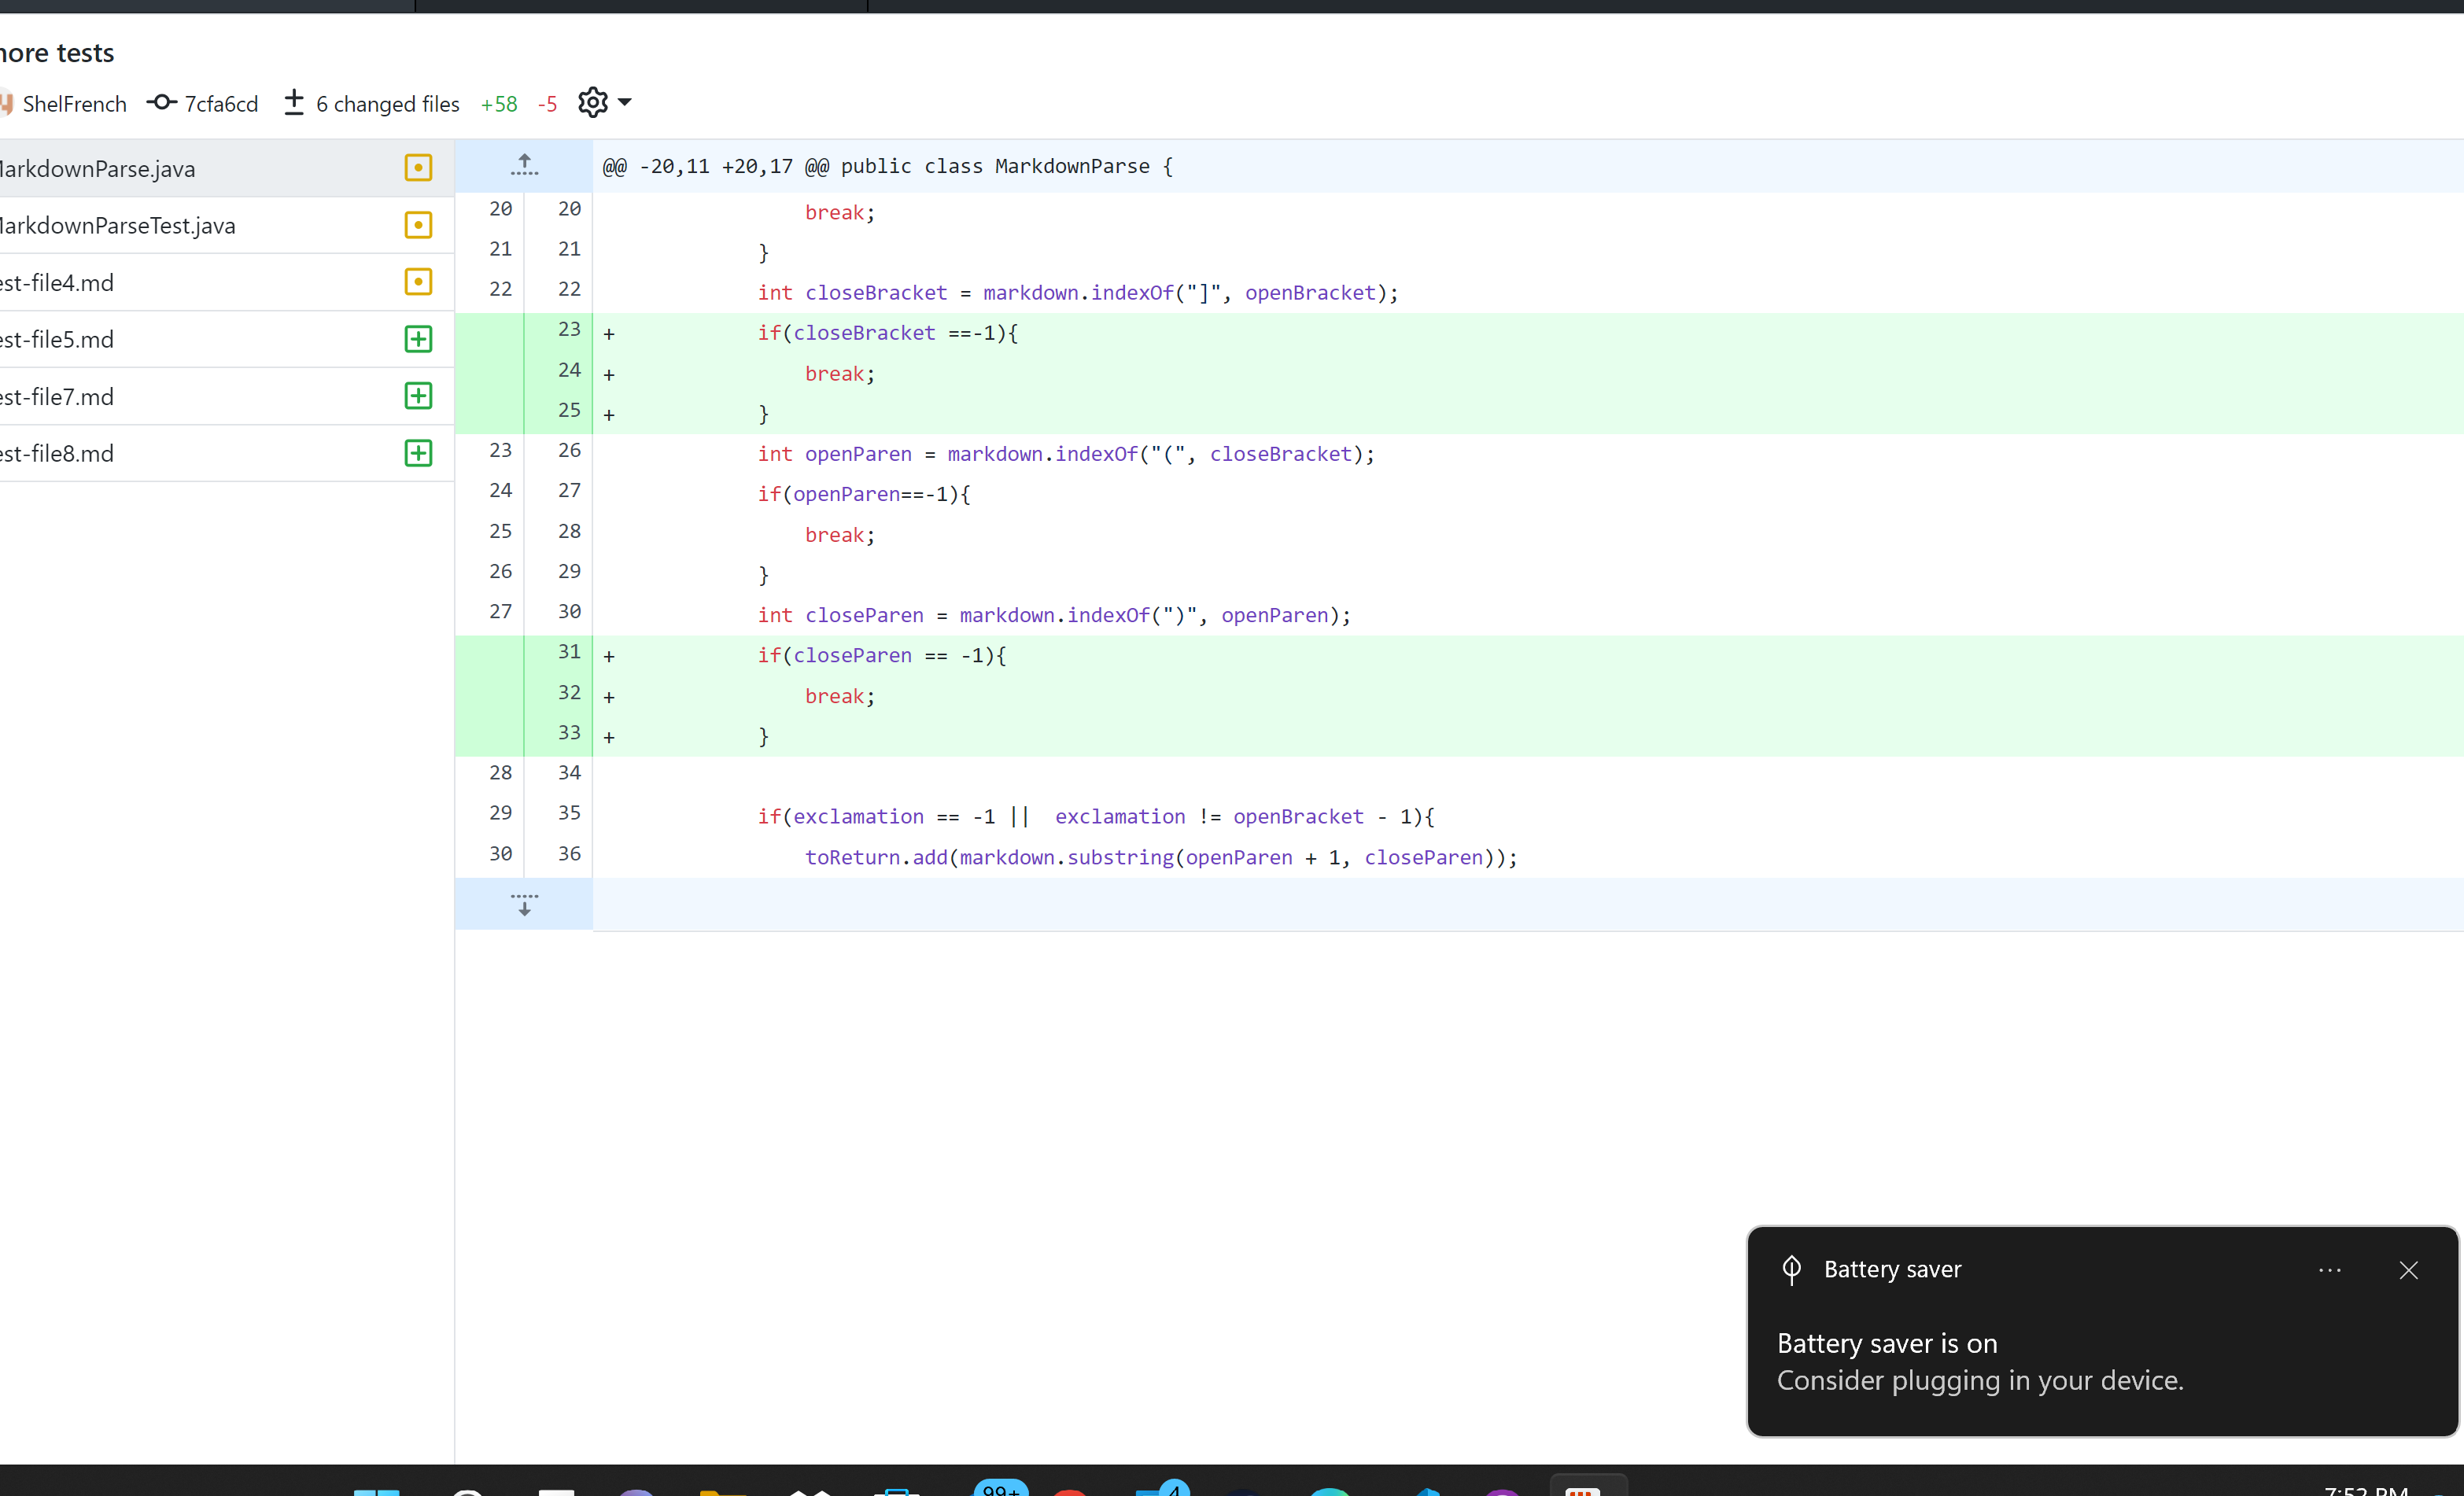 more tests
ShelFrench 7cfa6cd 6 changed files +58 -5
MarkdownParse.java
MarkdownParseTest.java
est-file4.md
est-file5.md
est-file7.md
est-file8.md
@@ -20,11 +20,17 @@ public class MarkdownParse {
20 20 break;
21 21 }
22 22 int closeBracket = markdown.indexOf("]", openBracket);
23 + if(closeBracket ==-1){
24 + break;
25 + }
23 26 int openParen = markdown.indexOf("(", closeBracket);
24 27 if(openParen==-1){
25 28 break;
26 29 }
27 30 int closeParen = markdown.indexOf(")", openParen);
31 + if(closeParen == -1){
32 + break;
33 + }
28 34
29 35 if(exclamation == -1 ||  exclamation != openBracket - 1){
30 36 toReturn.add(markdown.substring(openParen + 1, closeParen));
Battery saver
Battery saver is on
Consider plugging in your device.
99+ 4 7:52 PM